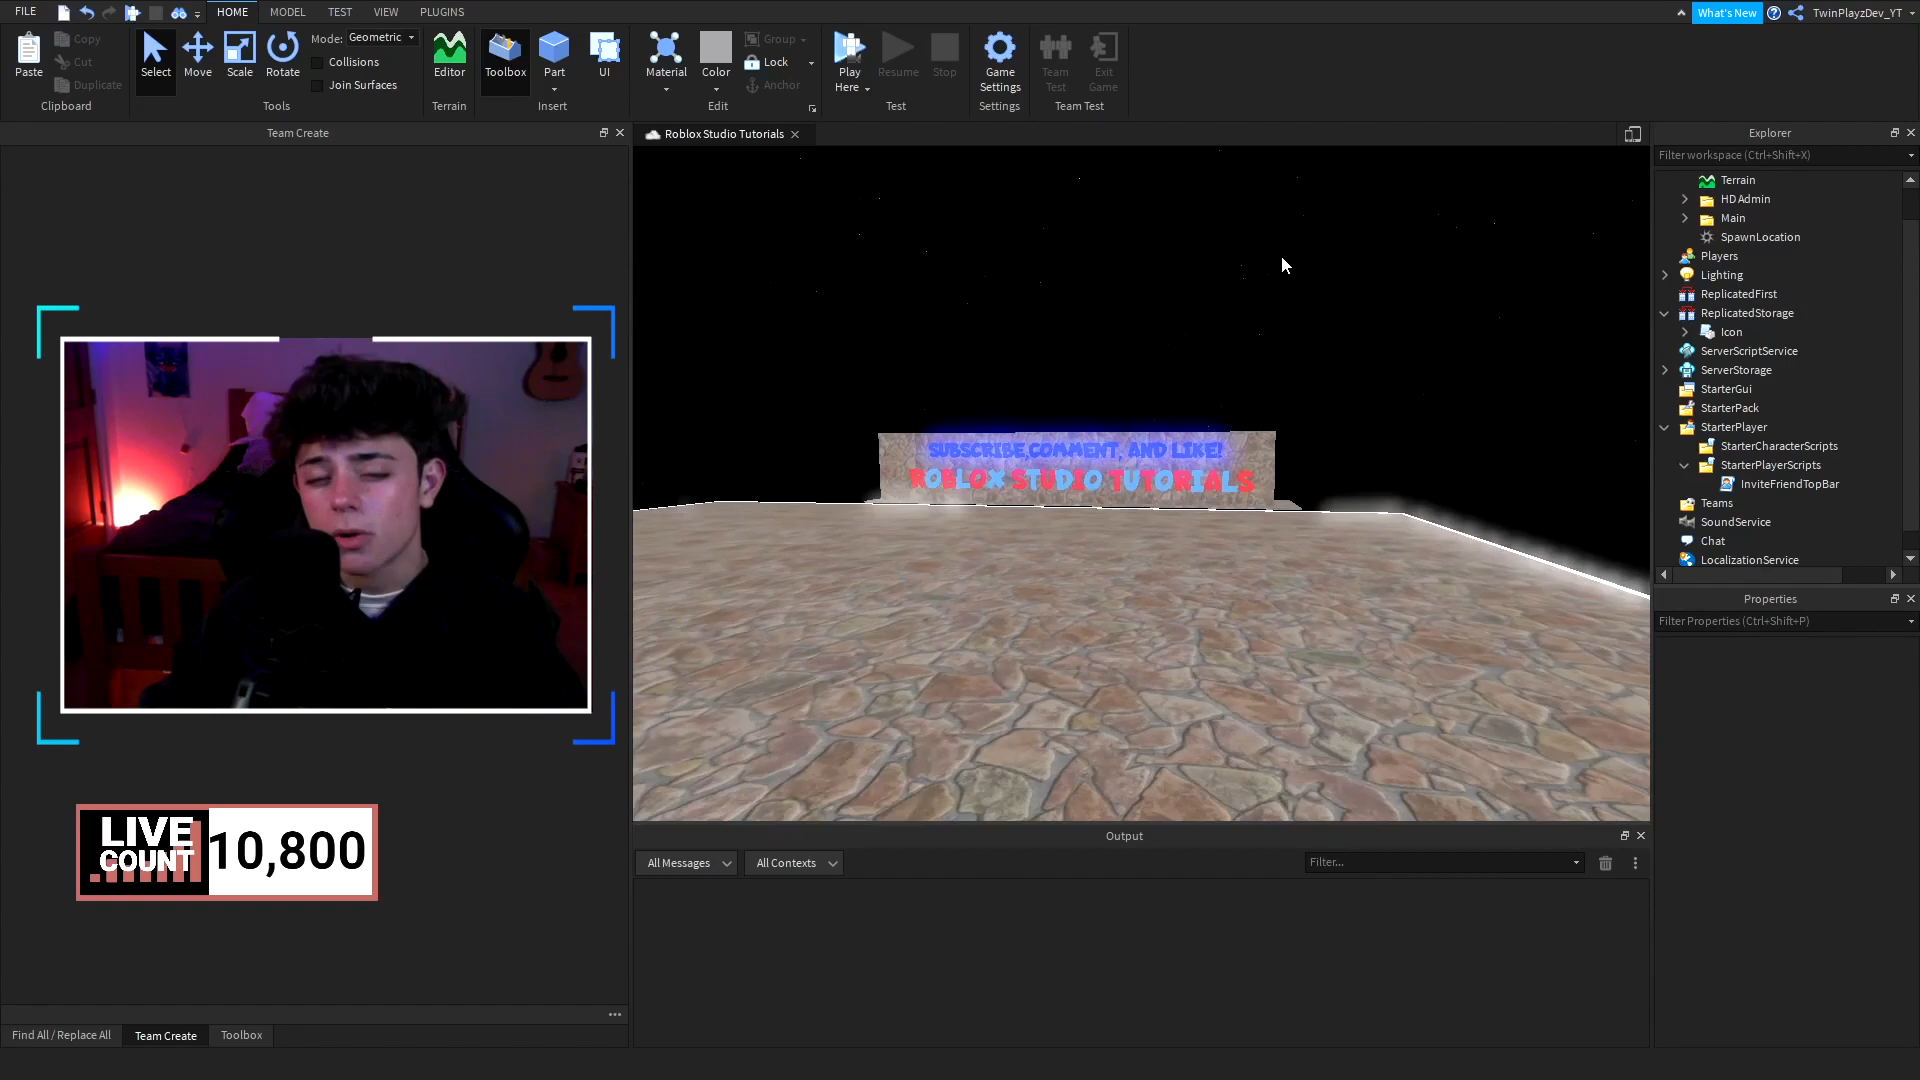 FILE
HOME
MODEL
TEST
VIEW
PLUGINS
What's New
TwinPlayzDev_YT
Paste
Copy
Cut
Duplicate
Clipboard
Select
Move
Scale
Rotate
Mode: Geometric
Collisions
Join Surfaces
Tools
Editor
Terrain
Toolbox
Part
UI
Insert
Material
Color
Group
Lock
Anchor
Edit
Play Here
Resume
Stop
Test
Game Settings
Settings
Team Test
Exit Game
Team Test
Team Create
Roblox Studio Tutorials
SUBSCRIBE,COMMENT, AND LIKE!
ROBLOX STUDIO TUTORIALS
LIVE
COUNT
10,800
Find All / Replace All
Team Create
Toolbox
Output
All Messages
All Contexts
Filter...
Explorer
Filter workspace (Ctrl+Shift+X)
Terrain
HD Admin
Main
SpawnLocation
Players
Lighting
ReplicatedFirst
ReplicatedStorage
Icon
ServerScriptService
ServerStorage
StarterGui
StarterPack
StarterPlayer
StarterCharacterScripts
StarterPlayerScripts
InviteFriendTopBar
Teams
SoundService
Chat
LocalizationService
Properties
Filter Properties (Ctrl+Shift+P)